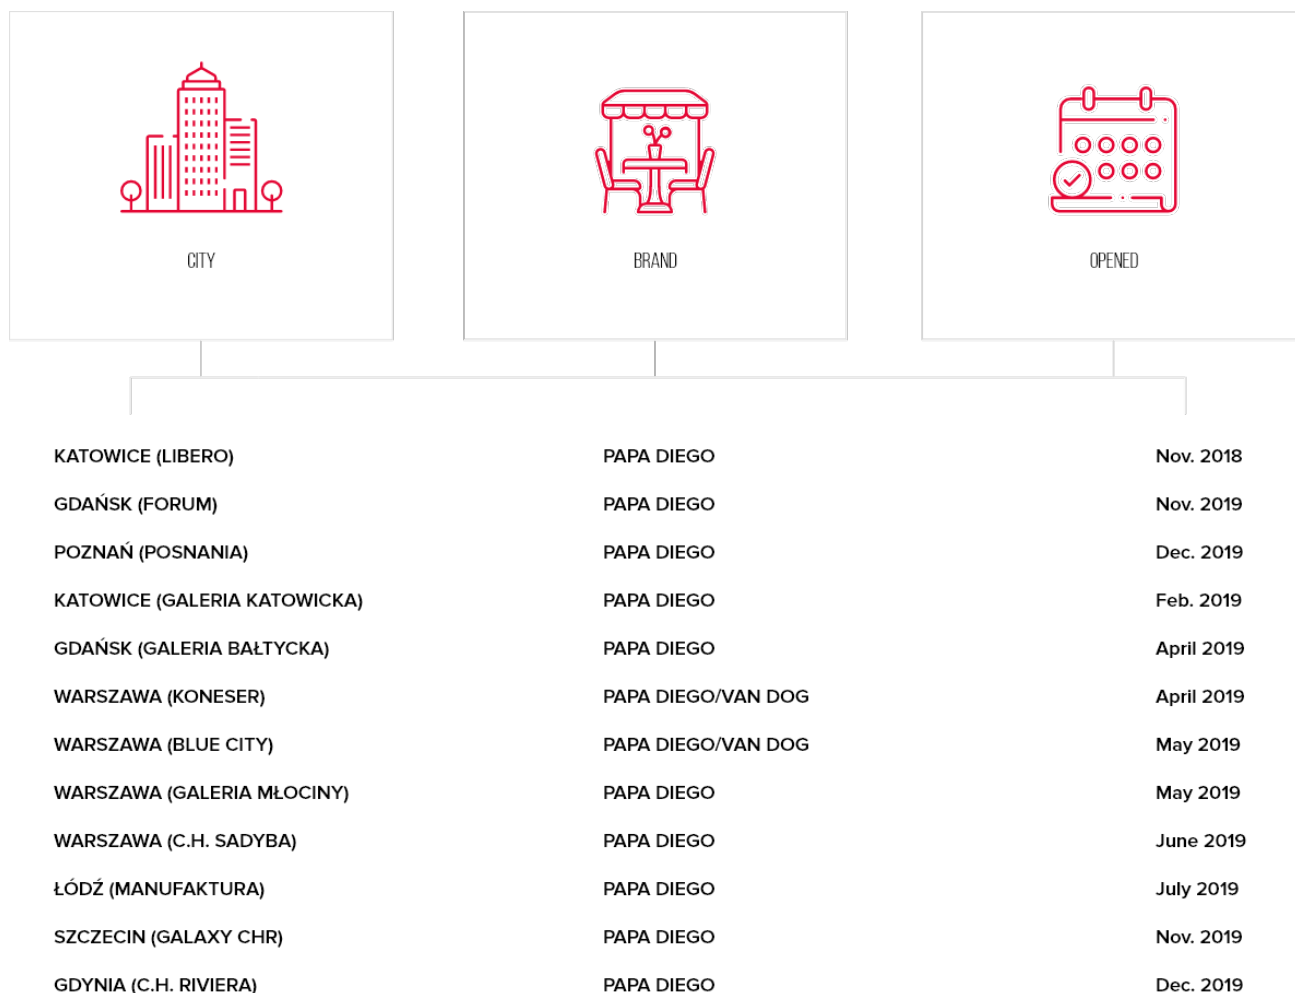 CITY BRAND OPENED
KATOWICE (LIBERO) PAPA DIEGO Nov. 2018
GDAŃSK (FORUM) PAPA DIEGO Nov. 2019
POZNAŃ (POSNANIA) PAPA DIEGO Dec. 2019
KATOWICE (GALERIA KATOWICKA) PAPA DIEGO Feb. 2019
GDAŃSK (GALERIA BAŁTYCKA) PAPA DIEGO April 2019
WARSZAWA (KONESER) PAPA DIEGO/VAN DOG April 2019
WARSZAWA (BLUE CITY) PAPA DIEGO/VAN DOG May 2019
WARSZAWA (GALERIA MŁOCINY) PAPA DIEGO May 2019
WARSZAWA (C.H. SADYBA) PAPA DIEGO June 2019
ŁÓDŹ (MANUFAKTURA) PAPA DIEGO July 2019
SZCZECIN (GALAXY CHR) PAPA DIEGO Nov. 2019
GDYNIA (C.H. RIVIERA) PAPA DIEGO Dec. 2019